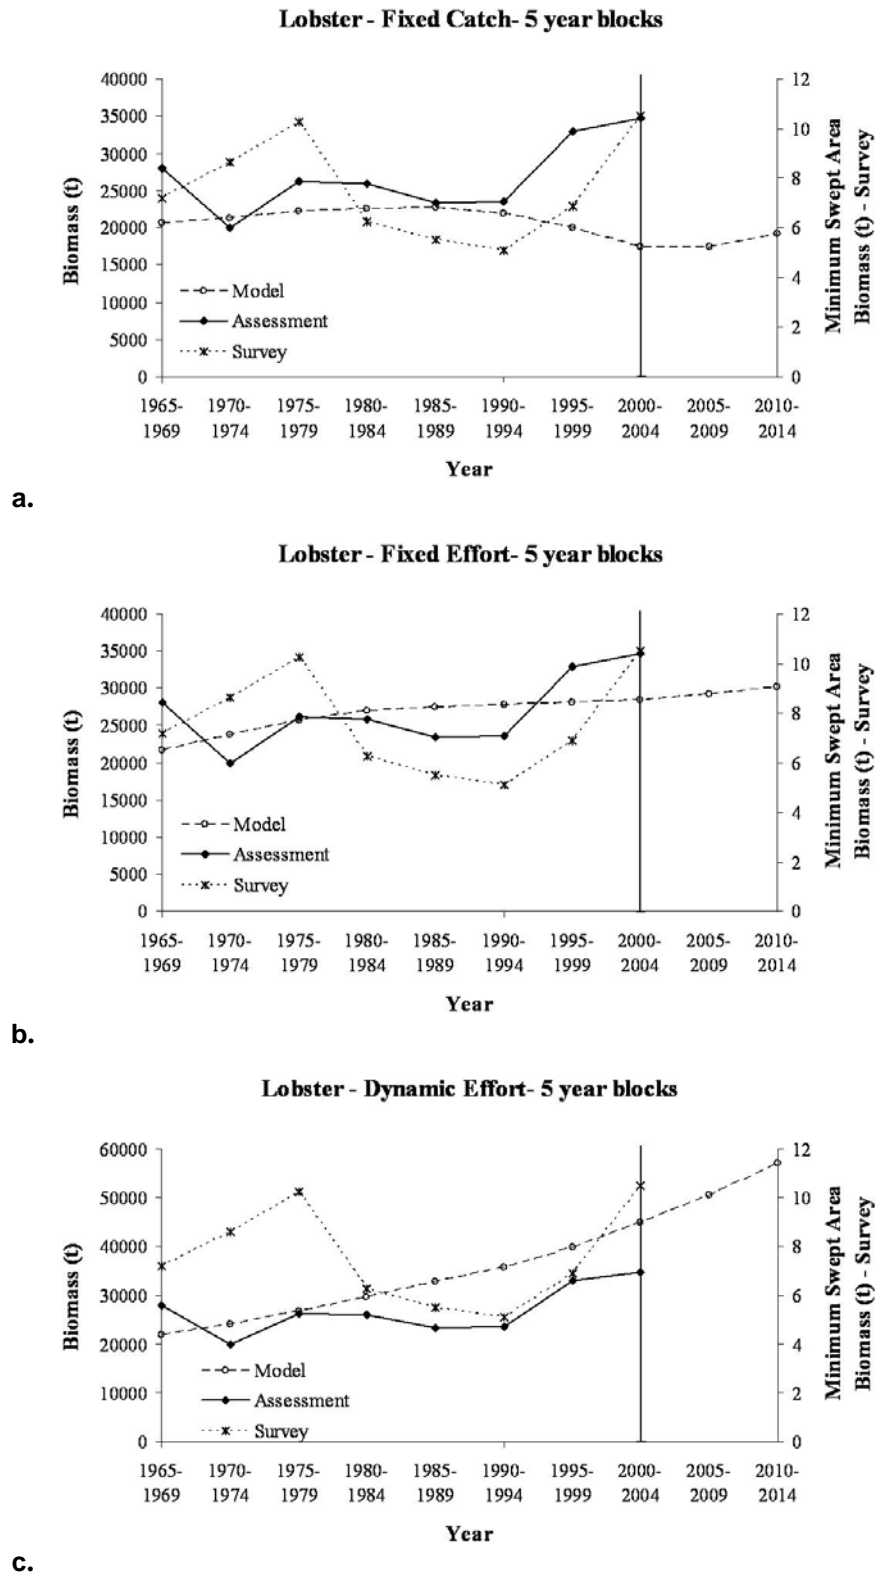 Lobster - Fixed Catch- 5 year blocks
40000
35000
30000
25000
20000
15000
10000
5000
0
Biomass (t)
12
10
8
6
4
2
0
Minimum Swept Area
Biomass (t) - Survey
Model
Assessment
Survey
1965- 1970- 1975- 1980- 1985- 1990- 1995- 2000- 2005- 2010-
1969 1974 1979 1984 1989 1994 1999 2004 2009 2014
Year
a.
Lobster - Fixed Effort- 5 year blocks
40000
35000
30000
25000
20000
15000
10000
5000
0
Biomass (t)
12
10
8
6
4
2
0
Minimum Swept Area
Biomass (t) - Survey
Model
Assessment
Survey
1965- 1970- 1975- 1980- 1985- 1990- 1995- 2000- 2005- 2010-
1969 1974 1979 1984 1989 1994 1999 2004 2009 2014
Year
b.
Lobster - Dynamic Effort- 5 year blocks
60000
50000
40000
30000
20000
10000
0
Biomass (t)
12
10
8
6
4
2
0
Minimum Swept Area
Biomass (t) - Survey
Model
Assessment
Survey
1965- 1970- 1975- 1980- 1985- 1990- 1995- 2000- 2005- 2010-
1969 1974 1979 1984 1989 1994 1999 2004 2009 2014
Year
c.